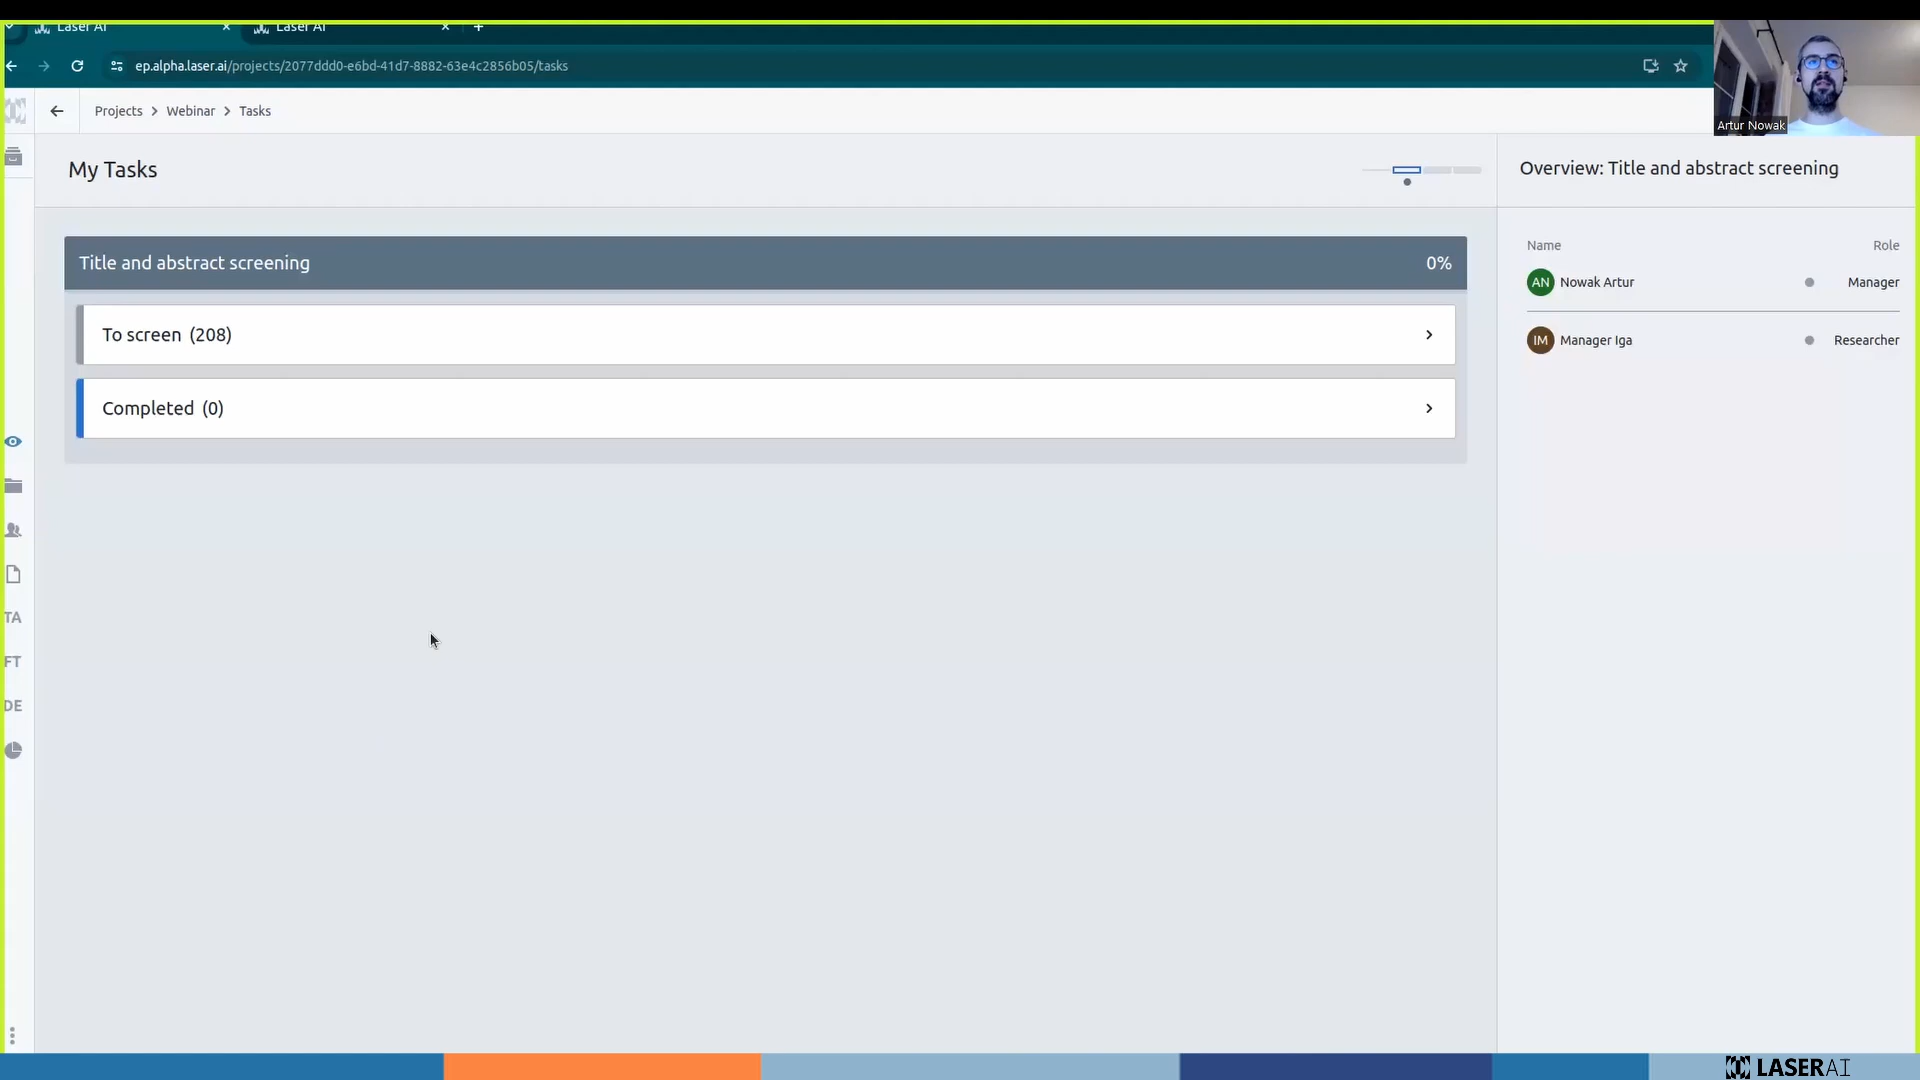 Laser AI
Laser AI
ep.alpha.laser.ai/projects/2077ddd0-e6bd-41d7-8882-63e4c2856b05/tasks
Artur Nowak
Projects > Webinar > Tasks
My Tasks
Overview: Title and abstract screening
Title and abstract screening 0%
To screen (208)
Completed (0)
Name Role
AN Nowak Artur Manager
IM Manager Iga Researcher
TA
FT
DE
LASERAI